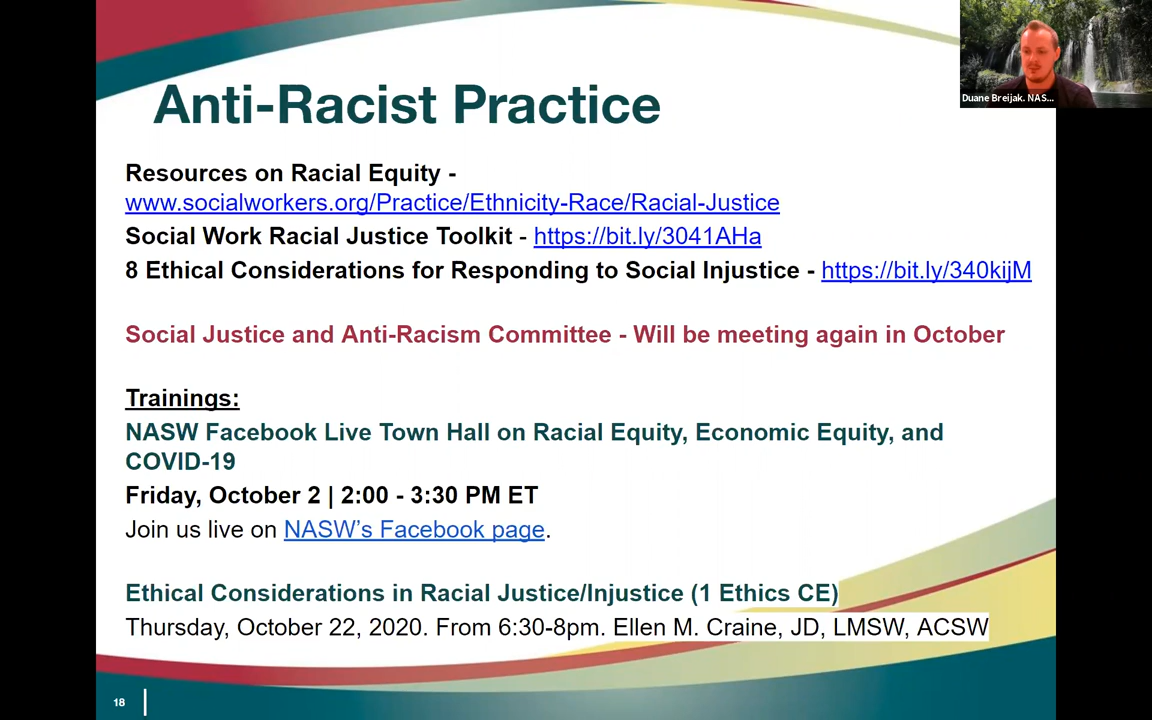 Duane Breijak. NAS...
Anti-Racist Practice
Resources on Racial Equity -
www.socialworkers.org/Practice/Ethnicity-Race/Racial-Justice
Social Work Racial Justice Toolkit - https://bit.ly/3041AHa
8 Ethical Considerations for Responding to Social Injustice - https://bit.ly/340kijM
Social Justice and Anti-Racism Committee - Will be meeting again in October
Trainings:
NASW Facebook Live Town Hall on Racial Equity, Economic Equity, and
COVID-19
Friday, October 2 | 2:00 - 3:30 PM ET
Join us live on NASW’s Facebook page.
Ethical Considerations in Racial Justice/Injustice (1 Ethics CE)
Thursday, October 22, 2020. From 6:30-8pm. Ellen M. Craine, JD, LMSW, ACSW
18